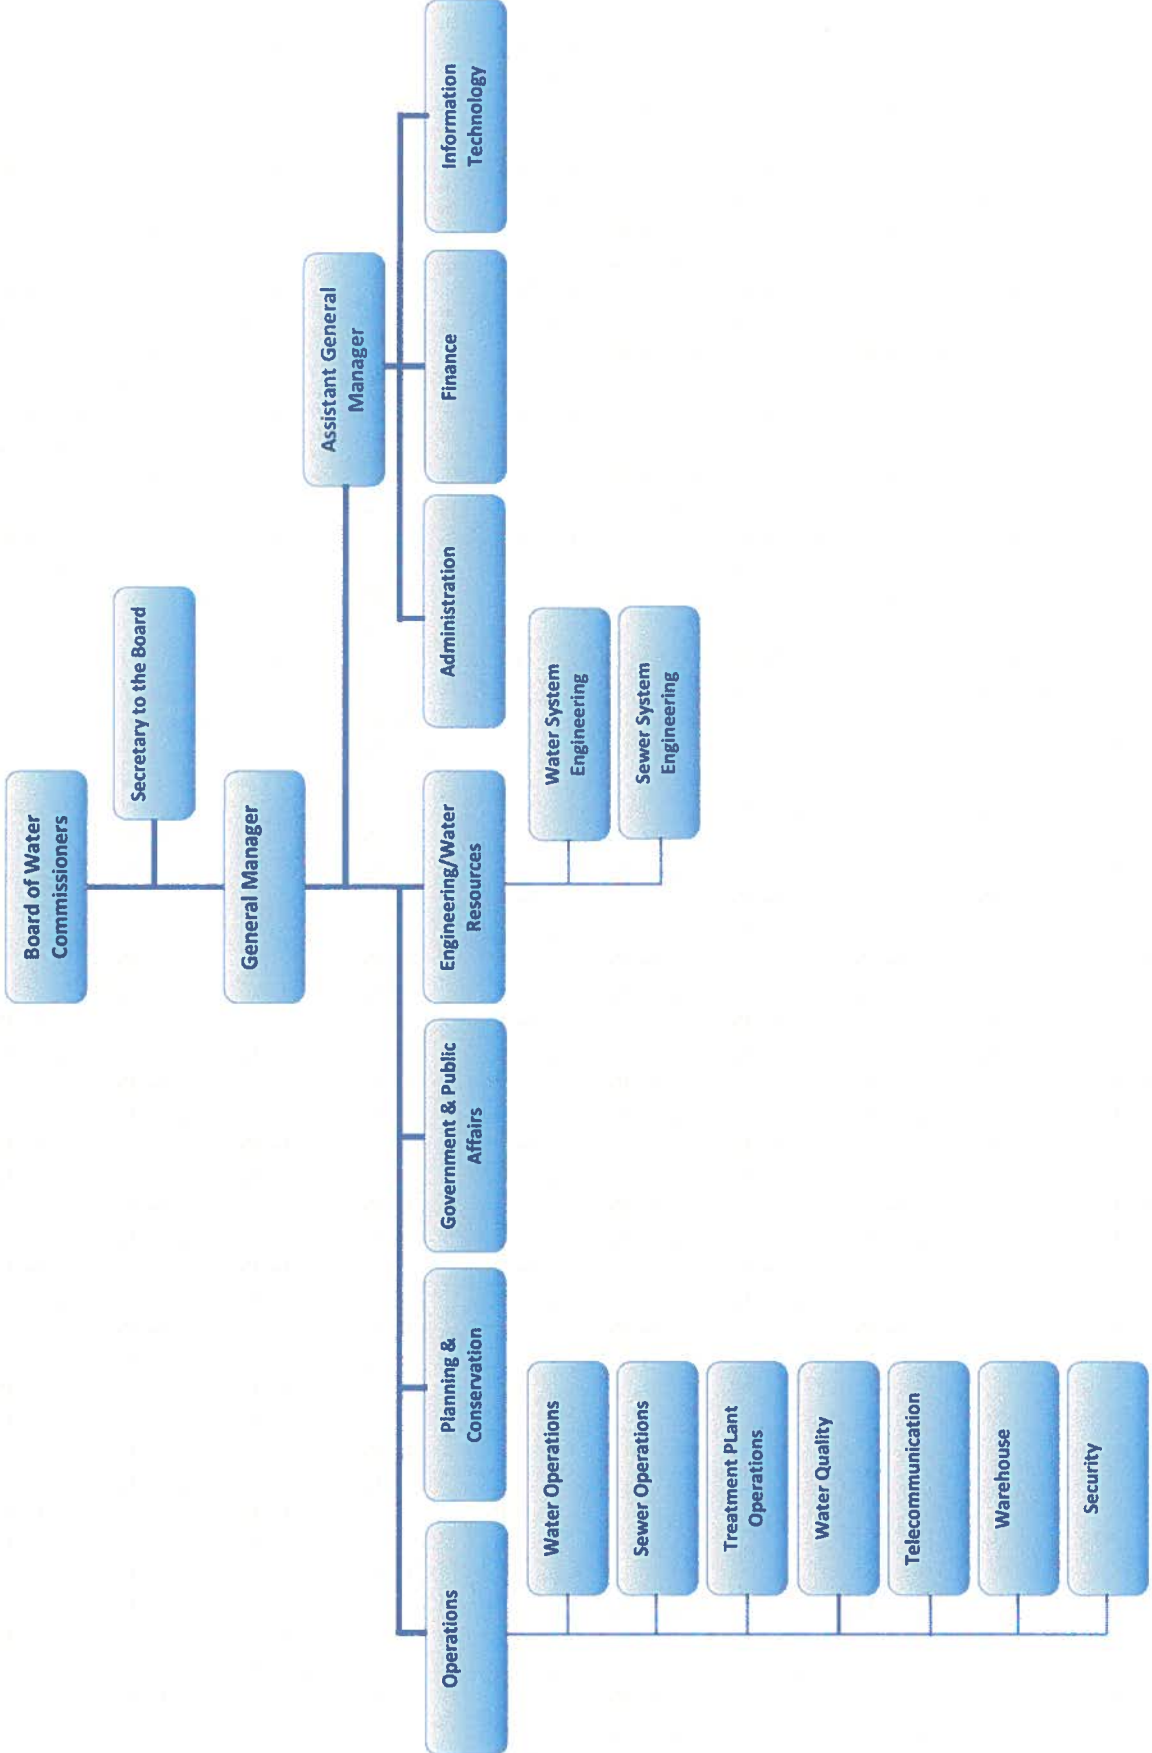 Board of Water
Commissioners
Secretary to the Board
General Manager
Assistant General
Manager
Operations
Planning &
Conservation
Government & Public
Affairs
Engineering/Water
Resources
Administration
Finance
Information
Technology
Water Operations
Sewer Operations
Treatment PLant
Operations
Water Quality
Telecommunication
Warehouse
Security
Water System
Engineering
Sewer System
Engineering